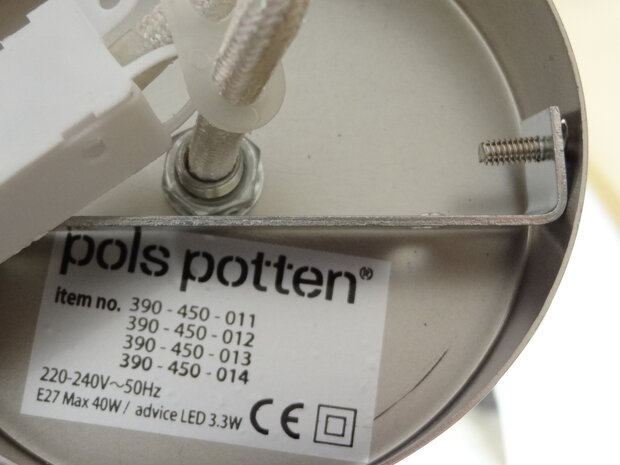 pols potten®
Item no. 390 - 450 - 011
390 - 450 - 012
390 - 450 - 013
390 - 450 - 014
220-240V~50Hz
E27 Max 40W / advice LED 3.3W CE